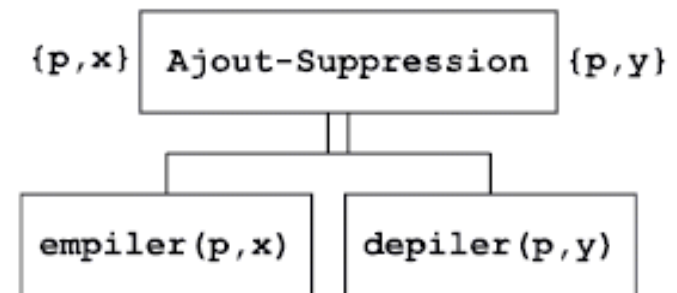 {p,x} Ajout-Suppression {p,y}
empiler(p,x) depiler(p,y)